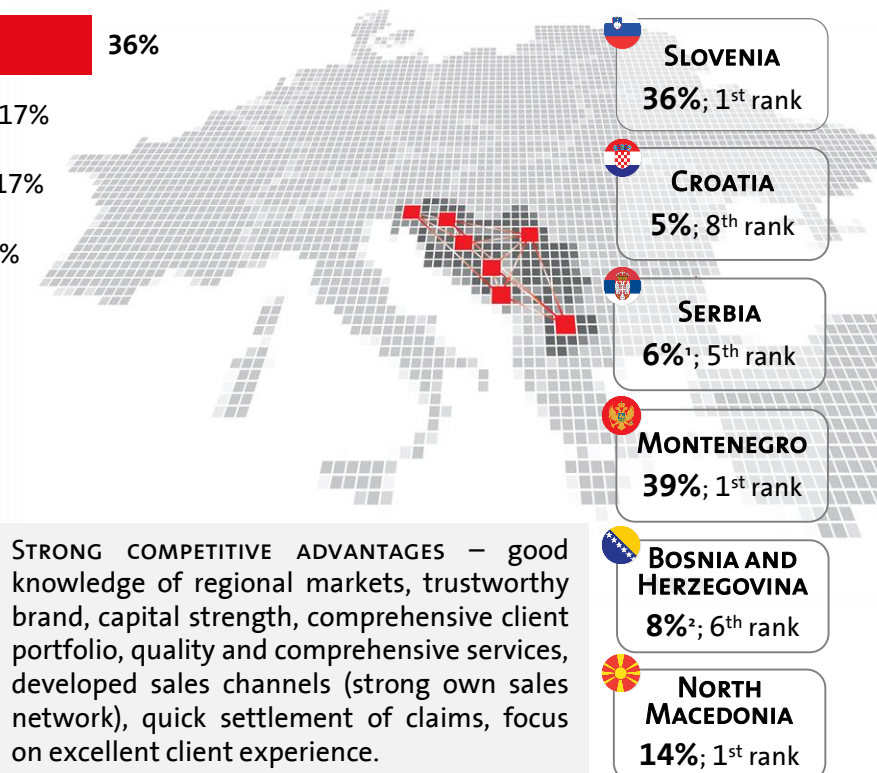 36%
17%
17%
%
SLOVENIA
36%; 1st rank
CROATIA
5%; 8th rank
SERBIA
6%¹; 5th rank
MONTENEGRO
39%; 1st rank
BOSNIA AND
HERZEGOVINA
8%²; 6th rank
NORTH
MACEDONIA
14%; 1st rank
STRONG COMPETITIVE ADVANTAGES – good
knowledge of regional markets, trustworthy
brand, capital strength, comprehensive client
portfolio, quality and comprehensive services,
developed sales channels (strong own sales
network), quick settlement of claims, focus
on excellent client experience.